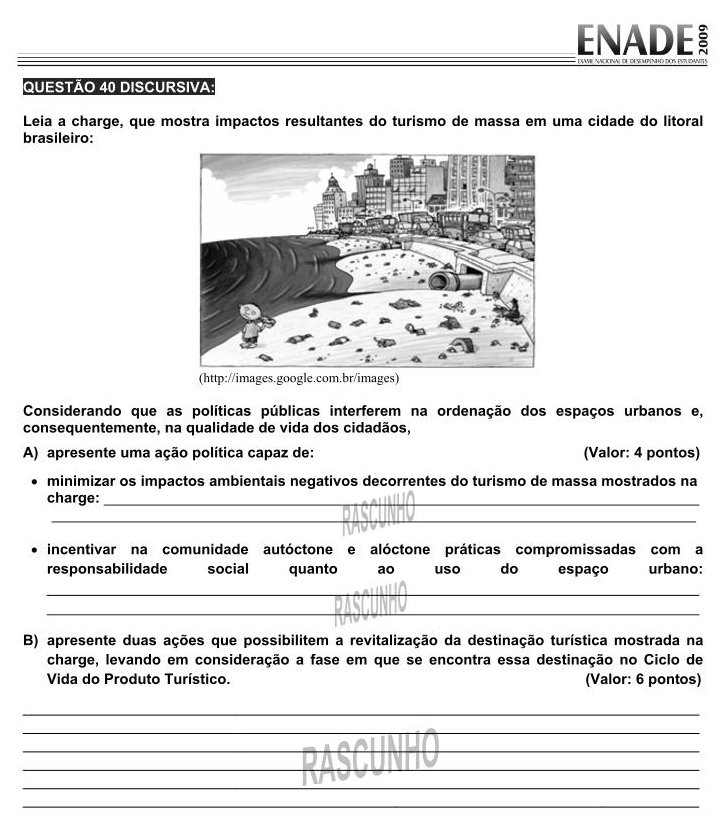 ENADE 2009
EXAME NACIONAL DE DESEMPENHO DOS ESTUDANTES
QUESTÃO 40 DISCURSIVA:
Leia a charge, que mostra impactos resultantes do turismo de massa em uma cidade do litoral
brasileiro:
(http://images.google.com.br/images)
Considerando que as políticas públicas interferem na ordenação dos espaços urbanos e,
consequentemente, na qualidade de vida dos cidadãos,
A) apresente uma ação política capaz de: (Valor: 4 pontos)
• minimizar os impactos ambientais negativos decorrentes do turismo de massa mostrados na
charge:
RASCUNHO
• incentivar na comunidade autóctone e alóctone práticas compromissadas com a
responsabilidade social quanto ao uso do espaço urbano:
RASCUNHO
B) apresente duas ações que possibilitem a revitalização da destinação turística mostrada na
charge, levando em consideração a fase em que se encontra essa destinação no Ciclo de
Vida do Produto Turístico. (Valor: 6 pontos)
RASCUNHO